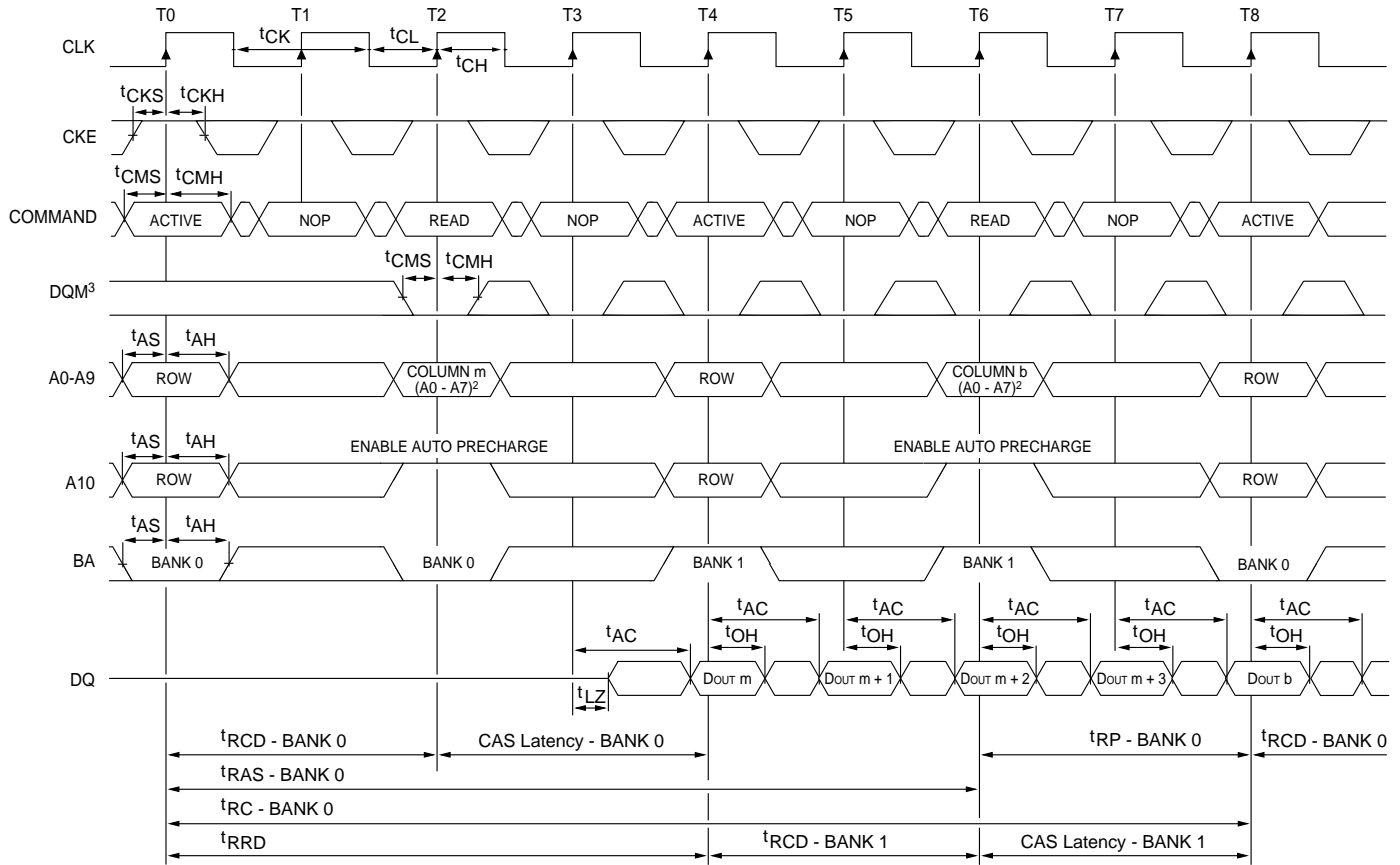 T0 T1 T2 T3 T4 T5 T6 T7 T8
CLK
tCK tCL
tCH
tCKS tCKH
CKE
tCMS tCMH
COMMAND ACTIVE NOP READ NOP ACTIVE NOP READ NOP ACTIVE
tCMS tCMH
DQM3
tAS tAH
A0-A9 ROW COLUMN m (A0 - A7)2 ROW COLUMN b (A0 - A7)2 ROW
tAS tAH ENABLE AUTO PRECHARGE ENABLE AUTO PRECHARGE
A10 ROW ROW ROW
tAS tAH
BA BANK 0 BANK 0 BANK 1 BANK 1 BANK 0
tAC tAC tAC tAC tAC tAC
tOH tOH tOH tOH tOH
DQ DOUT m DOUT m + 1 DOUT m + 2 DOUT m + 3 DOUT b
tLZ
tRCD - BANK 0 CAS Latency - BANK 0 tRP - BANK 0 tRCD - BANK 0
tRAS - BANK 0
tRC - BANK 0
tRRD tRCD - BANK 1 CAS Latency - BANK 1